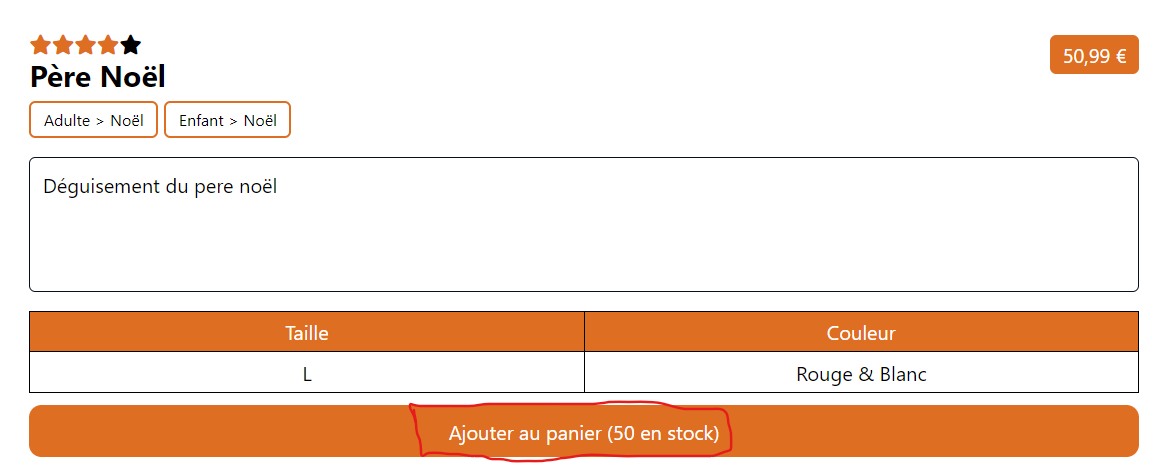 50,99 €
Père Noël
Adulte > Noël
Enfant > Noël
Déguisement du pere noël
Taille
Couleur
L
Rouge & Blanc
Ajouter au panier (50 en stock)